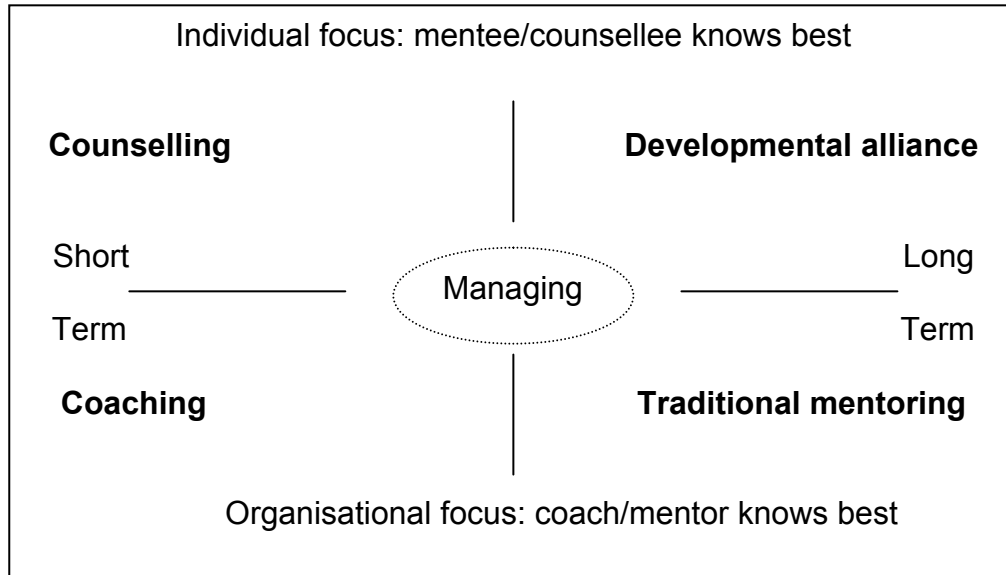 Individual focus: mentee/counsellee knows best
Counselling
Developmental alliance
Short
Long
Managing
Term
Term
Coaching
Traditional mentoring
Organisational focus: coach/mentor knows best